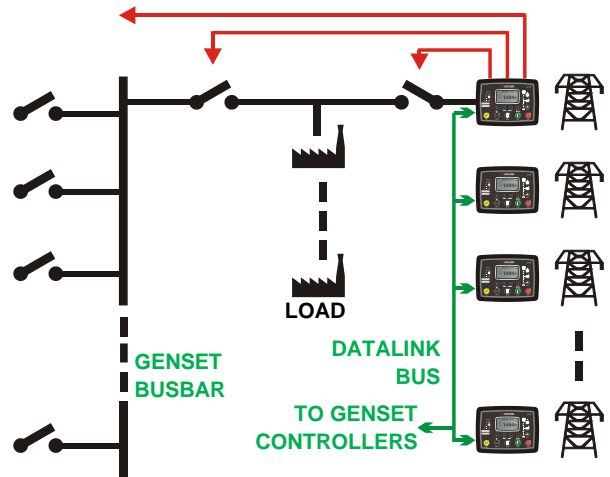 LOAD
GENSET
BUSBAR
DATALINK
BUS
TO GENSET
CONTROLLERS